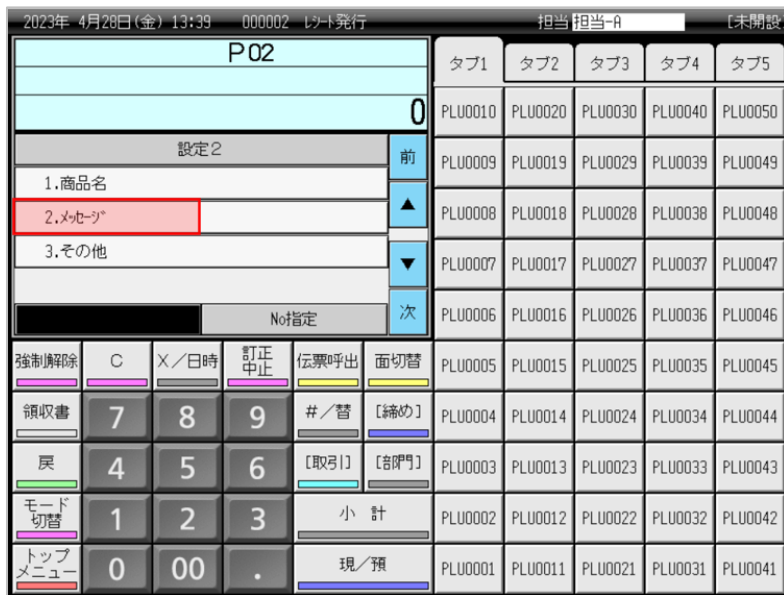 2023年 4月28日(金) 13:39 000002 ﾚｼｰﾄ発行 担当 担当-A [未開設
P02
0
設定2
前
1.商品名
2.ﾒｯｾｰｼﾞ
▲
3.その他
▼
No指定
次
タブ1 タブ2 タブ3 タブ4 タブ5
PLU0010 PLU0020 PLU0030 PLU0040 PLU0050
PLU0009 PLU0019 PLU0029 PLU0039 PLU0049
PLU0008 PLU0018 PLU0028 PLU0038 PLU0048
PLU0007 PLU0017 PLU0027 PLU0037 PLU0047
PLU0006 PLU0016 PLU0026 PLU0036 PLU0046
強制解除 C X/日時 訂正 伝票呼出 面切替 PLU0005 PLU0015 PLU0025 PLU0035 PLU0045
中止
領収書 7 8 9 #/替 [締め] PLU0004 PLU0014 PLU0024 PLU0034 PLU0044
戻 4 5 6 [取引] [部門] PLU0003 PLU0013 PLU0023 PLU0033 PLU0043
モード 1 2 3 小 計 PLU0002 PLU0012 PLU0022 PLU0032 PLU0042
切替
トップ 0 00 . 現/預 PLU0001 PLU0011 PLU0021 PLU0031 PLU0041
メニュー